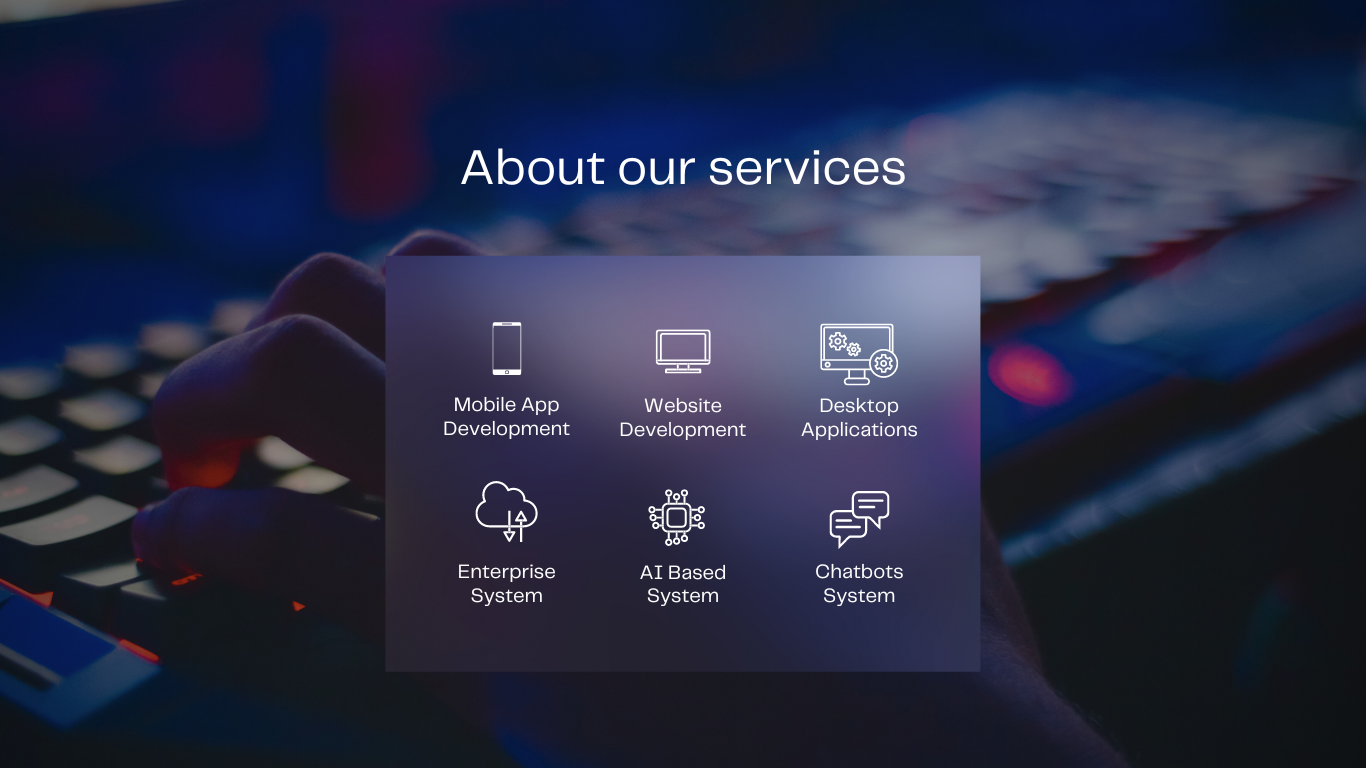 About our services
Mobile App
Development
Website
Development
Desktop
Applications
Enterprise
System
AI Based
System
Chatbots
System